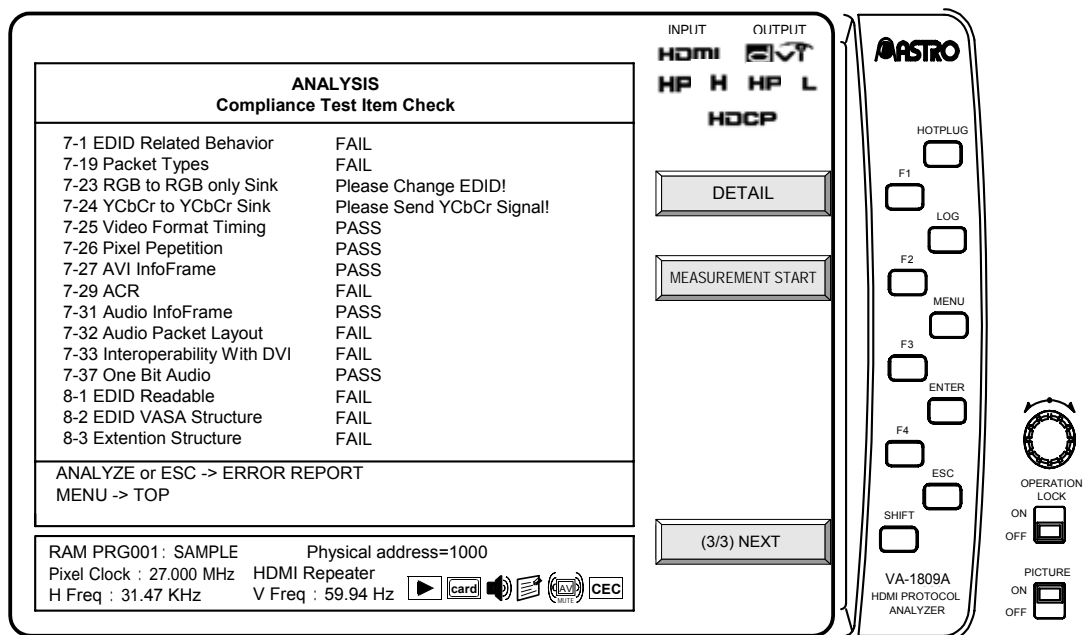 INPUT OUTPUT
HDMI DVI
HP H HP L
HDCP
ANALYSIS
Compliance Test Item Check
7-1 EDID Related Behavior FAIL
7-19 Packet Types FAIL
7-23 RGB to RGB only Sink Please Change EDID!
7-24 YCbCr to YCbCr Sink Please Send YCbCr Signal!
7-25 Video Format Timing PASS
7-26 Pixel Pepetition PASS
7-27 AVI InfoFrame PASS
7-29 ACR FAIL
7-31 Audio InfoFrame PASS
7-32 Audio Packet Layout FAIL
7-33 Interoperability With DVI FAIL
7-37 One Bit Audio PASS
8-1 EDID Readable FAIL
8-2 EDID VASA Structure FAIL
8-3 Extention Structure FAIL
ANALYZE or ESC -> ERROR REPORT
MENU -> TOP
RAM PRG001: SAMPLE Physical address=1000
Pixel Clock : 27.000 MHz HDMI Repeater
H Freq : 31.47 KHz V Freq : 59.94 Hz card AV MUTE CEC
DETAIL
MEASUREMENT START
(3/3) NEXT
ASTRO
HOTPLUG
F1
LOG
F2
MENU
F3
ENTER
F4
ESC
SHIFT
VA-1809A
HDMI PROTOCOL
ANALYZER
OPERATION
LOCK
ON
OFF
PICTURE
ON
OFF